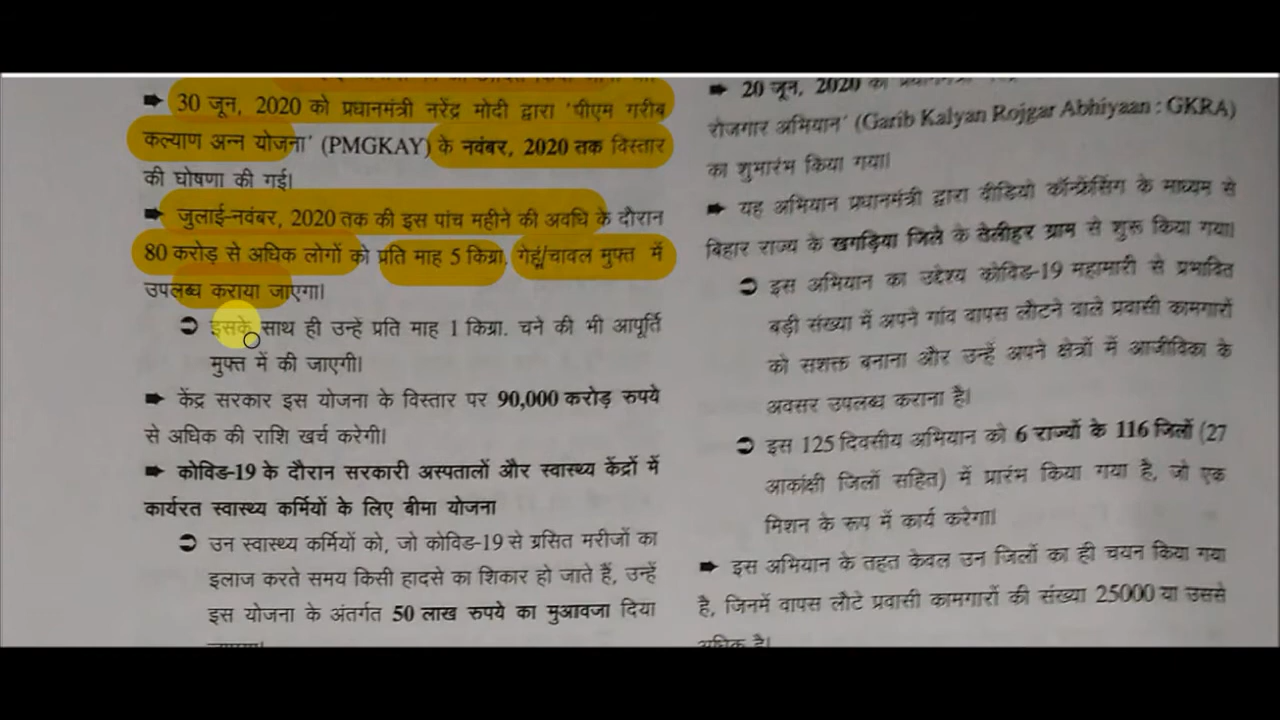 ➡ 30 जून, 2020 को प्रधानमंत्री नरेंद्र मोदी द्वारा 'पीएम गरीब
कल्याण अन्न योजना' (PMGKAY) के नवंबर, 2020 तक विस्तार
की घोषणा की गई।
➡ जुलाई-नवंबर, 2020 तक की इस पांच महीने की अवधि के दौरान
80 करोड़ से अधिक लोगों को प्रति माह 5 किग्रा. गेहूं/चावल मुफ्त में
उपलब्ध कराया जाएगा।
➲ इसके साथ ही उन्हें प्रति माह 1 किग्रा. चने की भी आपूर्ति
मुफ्त में की जाएगी।
➡ केंद्र सरकार इस योजना के विस्तार पर 90,000 करोड़ रुपये
से अधिक की राशि खर्च करेगी।
➡ कोविड-19 के दौरान सरकारी अस्पतालों और स्वास्थ्य केंद्रों में
कार्यरत स्वास्थ्य कर्मियों के लिए बीमा योजना
➲ उन स्वास्थ्य कर्मियों को, जो कोविड-19 से ग्रसित मरीजों का
इलाज करते समय किसी हादसे का शिकार हो जाते हैं, उन्हें
इस योजना के अंतर्गत 50 लाख रुपये का मुआवजा दिया
➡ 20 जून, 2020 को
रोजगार अभियान' (Garib Kalyan Rojgar Abhiyaan : GKRA)
का शुभारंभ किया गया।
➡ यह अभियान प्रधानमंत्री द्वारा वीडियो कॉन्फ्रेंसिंग के माध्यम से
बिहार राज्य के खगड़िया जिले के तेलीहर ग्राम से शुरू किया गया।
➲ इस अभियान का उद्देश्य कोविड-19 महामारी से प्रभावित
बड़ी संख्या में अपने गांव वापस लौटने वाले प्रवासी कामगारों
को सशक्त बनाना और उन्हें अपने क्षेत्रों में आजीविका के
अवसर उपलब्ध कराना है।
➲ इस 125 दिवसीय अभियान को 6 राज्यों के 116 जिलों (27
आकांक्षी जिलों सहित) में प्रारंभ किया गया है, जो एक
मिशन के रूप में कार्य करेगा।
➡ इस अभियान के तहत केवल उन जिलों का ही चयन किया गया
है, जिनमें वापस लौटे प्रवासी कामगारों की संख्या 25000 या उससे
अधिक है।